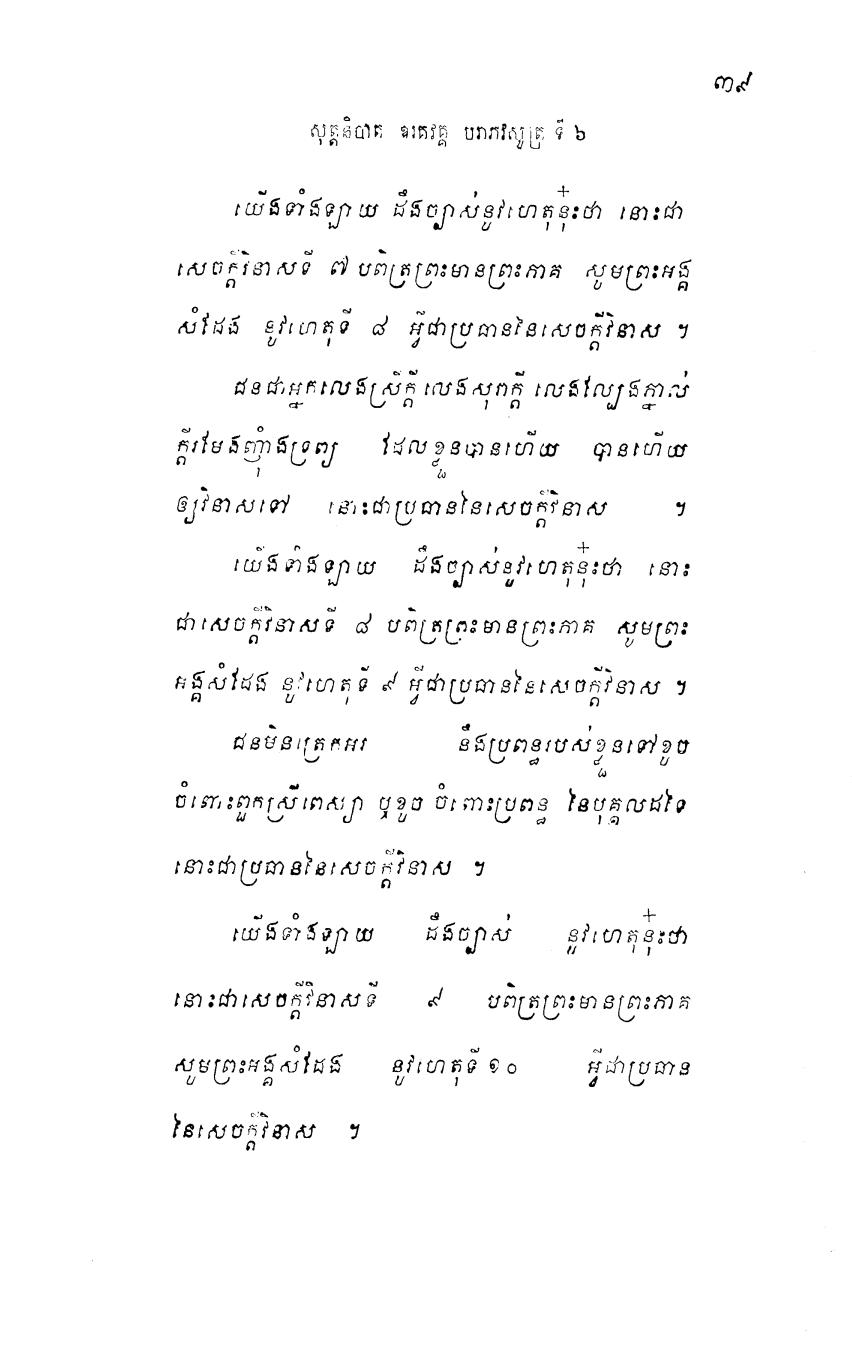 ៣៩
សុត្តនិបាត ឧរគវគ្គ បរាភវសូត្រ ទី ៦
យើងទាំងឡាយ ដឹងច្បាស់នូវហេតុនុ៎ះថា នោះជា
សេចក្តីវិនាសទី ៧ បពិត្រព្រះមានព្រះភាគ សូមព្រះអង្គ
សំដែង នូវហេតុទី ៨ អ្វីជាប្រធាននៃសេចក្តីវិនាស ។
ជនជាអ្នកលេងស្រីក្តី លេងសុរាក្តី លេងល្បែងភ្នាល់
ក្តីរមែងញ៉ាំងទ្រព្យ ដែលខ្លួនបានហើយ បានហើយ
ឲ្យវិនាសទៅ នោះជាប្រធាននៃសេចក្តីវិនាស ។
យើងទាំងឡាយ ដឹងច្បាស់នូវហេតុនុ៎ះថា នោះ
ជាសេចក្តីវិនាសទី ៨ បពិត្រព្រះមានព្រះភាគ សូមព្រះ
អង្គសំដែង នូវហេតុទី ៩ អ្វីជាប្រធាននៃសេចក្តីវិនាស ។
ជនមិនត្រេកអរ នឹងប្រពន្ធរបស់ខ្លួនទៅខូច
ចំពោះពួកស្រីពេស្យា ឬខូច ចំពោះប្រពន្ធ នៃបុគ្គលដទៃ
នោះជាប្រធាននៃសេចក្តីវិនាស ។
យើងទាំងឡាយ ដឹងច្បាស់ នូវហេតុនុ៎ះថា
នោះជាសេចក្តីវិនាសទី ៩ បពិត្រព្រះមានព្រះភាគ
សូមព្រះអង្គសំដែង នូវហេតុទី ១០ អ្វីជាប្រធាន
នៃសេចក្តីវិនាស ។